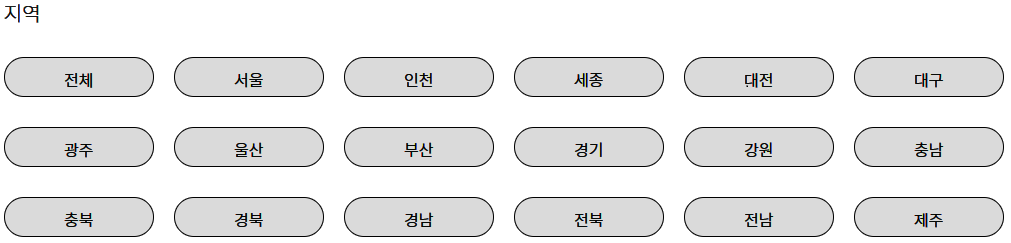 지역
전체 서울 인천 세종 대전 대구
광주 울산 부산 경기 강원 충남
충북 경북 경남 전북 전남 제주